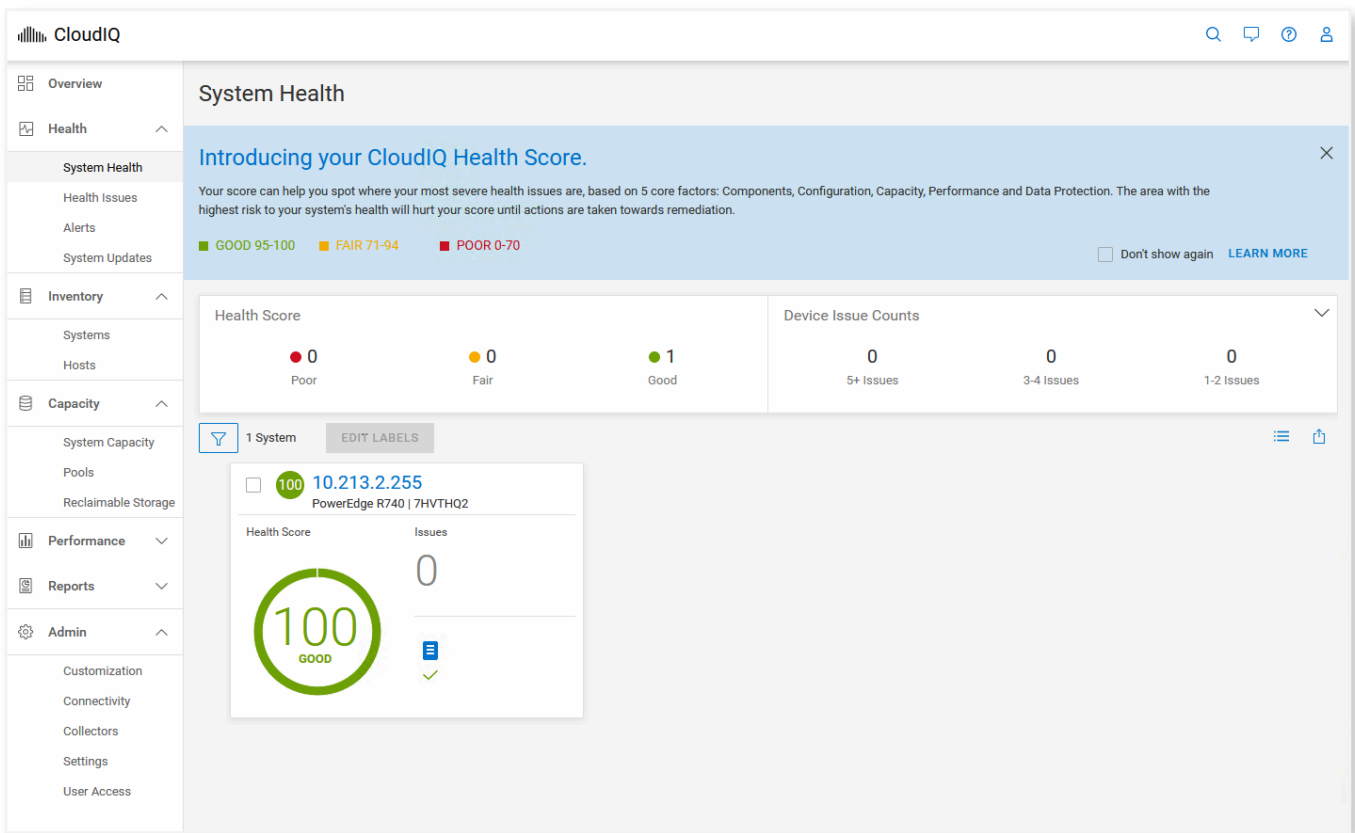 CloudIQ
Overview
Health
System Health
Health Issues
Alerts
System Updates
Inventory
Systems
Hosts
Capacity
System Capacity
Pools
Reclaimable Storage
Performance
Reports
Admin
Customization
Connectivity
Collectors
Settings
User Access
System Health
Introducing your CloudIQ Health Score.
Your score can help you spot where your most severe health issues are, based on 5 core factors: Components, Configuration, Capacity, Performance and Data Protection. The area with the
highest risk to your system's health will hurt your score until actions are taken towards remediation.
GOOD 95-100 FAIR 71-94 POOR 0-70
Don't show again LEARN MORE
Health Score
0 0 1
Poor Fair Good
Device Issue Counts
0 0 0
5+ Issues 3-4 Issues 1-2 Issues
1 System EDIT LABELS
100 10.213.2.255
PowerEdge R740 | 7HVTHQ2
Health Score Issues
0
100
GOOD